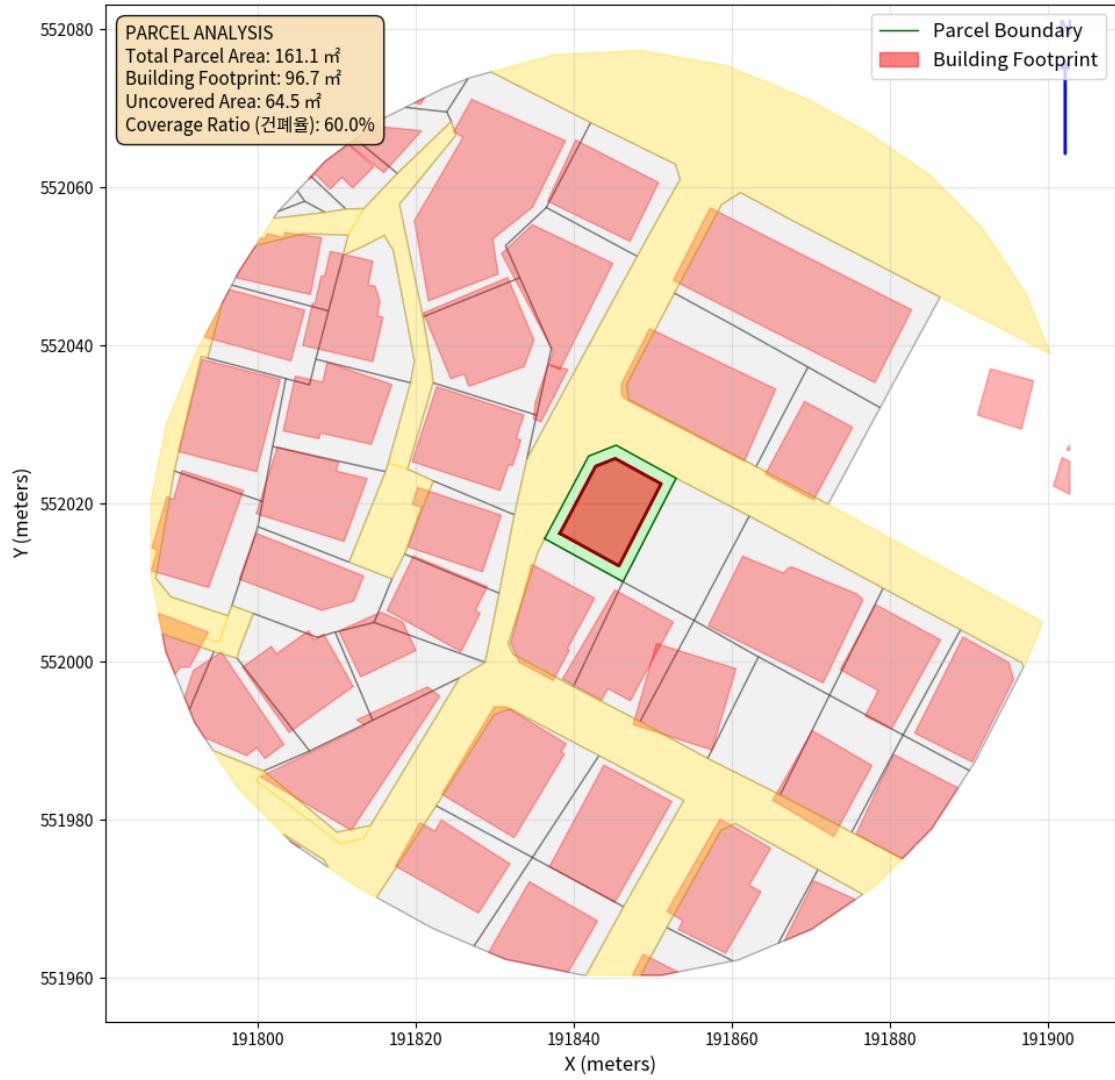 PARCEL ANALYSIS
Total Parcel Area: 161.1 ㎡
Building Footprint: 96.7 ㎡
Uncovered Area: 64.5 ㎡
Coverage Ratio (건폐율): 60.0%
Parcel Boundary
Building Footprint
N
552080
552060
552040
552020
552000
551980
551960
Y (meters)
191800
191820
191840
191860
191880
191900
X (meters)